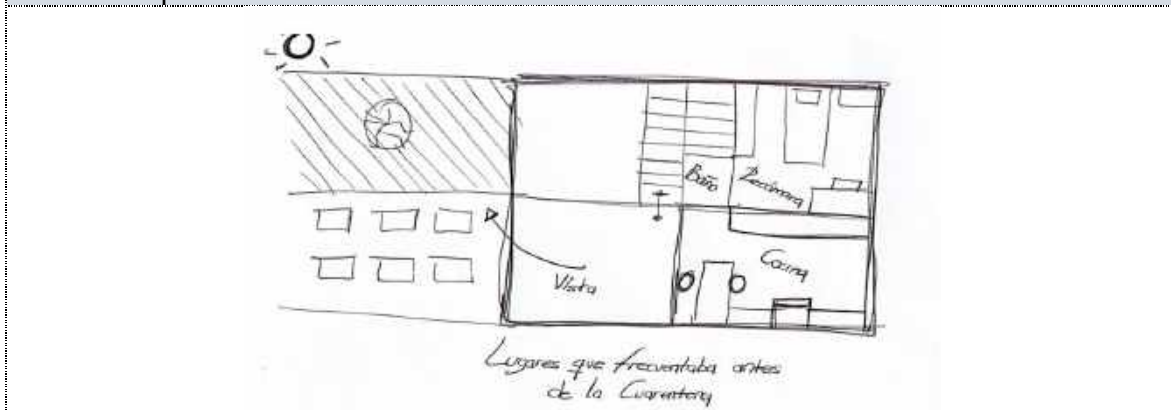 Baño
Recámara
Cocina
Vista
Lugares que frecuentaba antes
de la Cuarentena